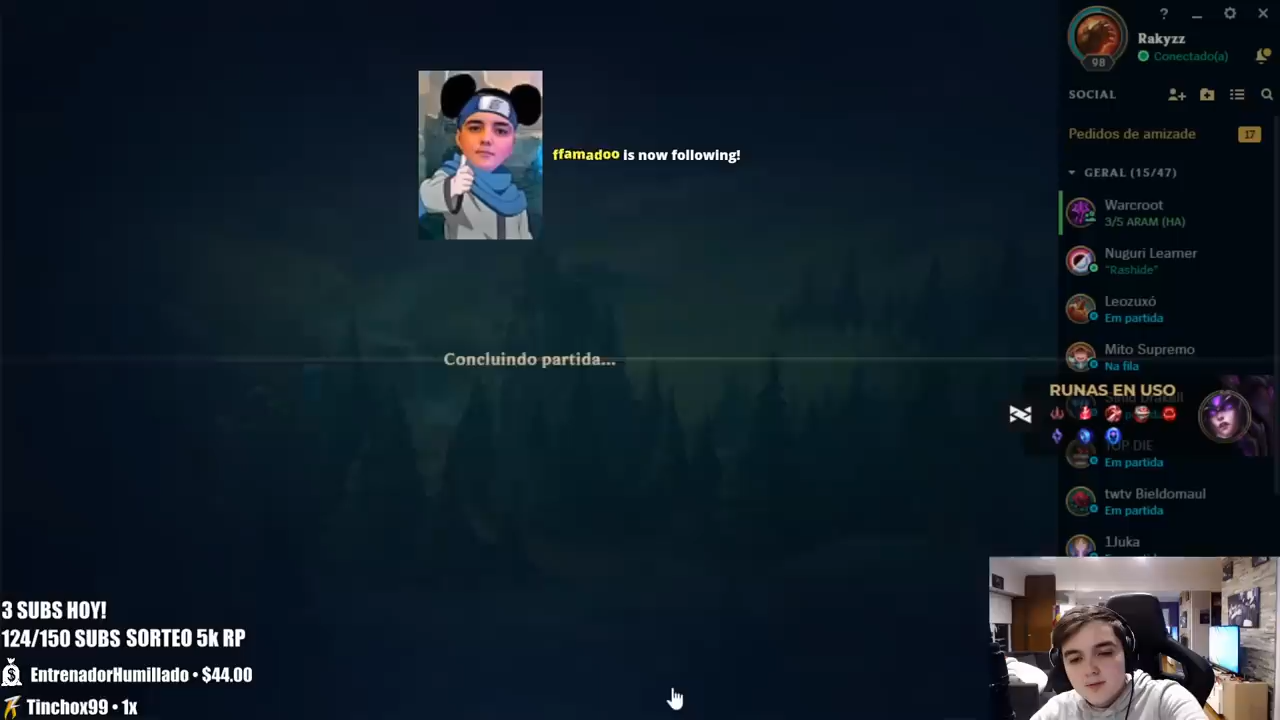 Rakyzz
98
Conectado(a)
SOCIAL
Pedidos de amizade
17
GERAL (15/47)
Warcroot
3/5 ARAM (HA)
Nuguri Learner
"Rashide"
Leozuxó
Em partida
Mito Supremo
Na fila
RUNAS EN USO
TOP DIE
Em partida
twtv Bieldomaul
Em partida
1Juka
ffamadoo is now following!
Concluindo partida...
3 SUBS HOY!
124/150 SUBS SORTEO 5k RP
EntrenadorHumillado • $44.00
Tinchox99 • 1x